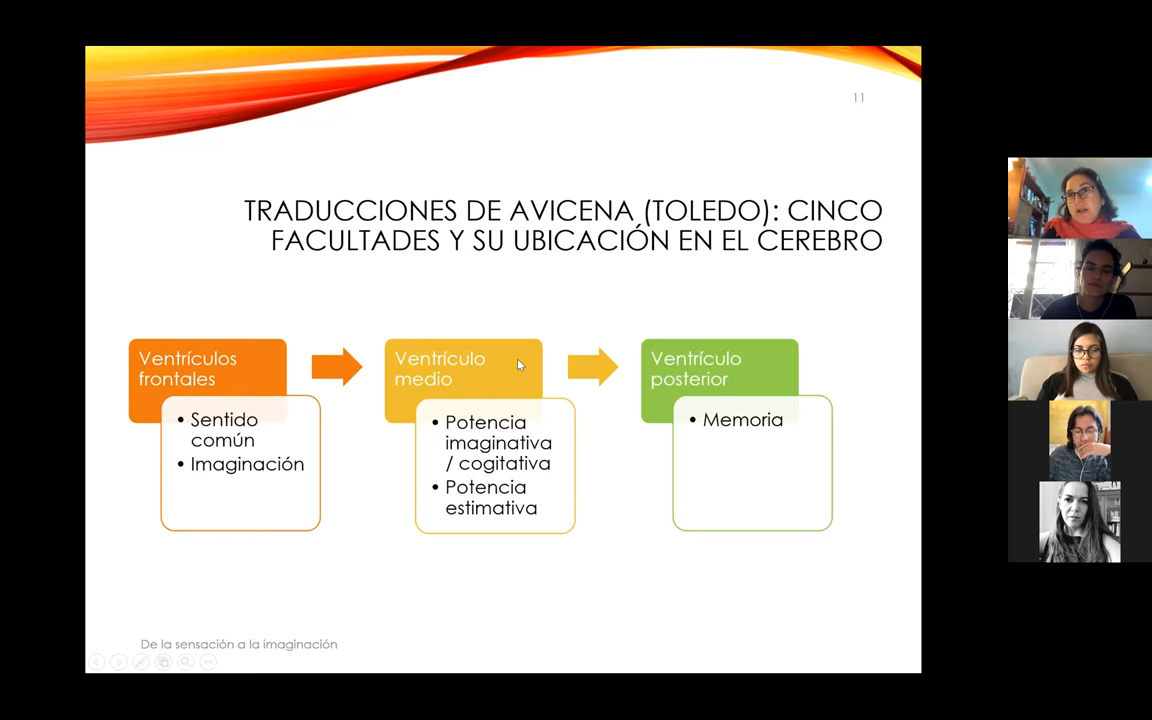 11
TRADUCCIONES DE AVICENA (TOLEDO): CINCO
FACULTADES Y SU UBICACIÓN EN EL CEREBRO
Ventrículos
frontales
• Sentido
común
• Imaginación
Ventrículo
medio
• Potencia
imaginativa
/ cogitativa
• Potencia
estimativa
Ventrículo
posterior
• Memoria
De la sensación a la imaginación